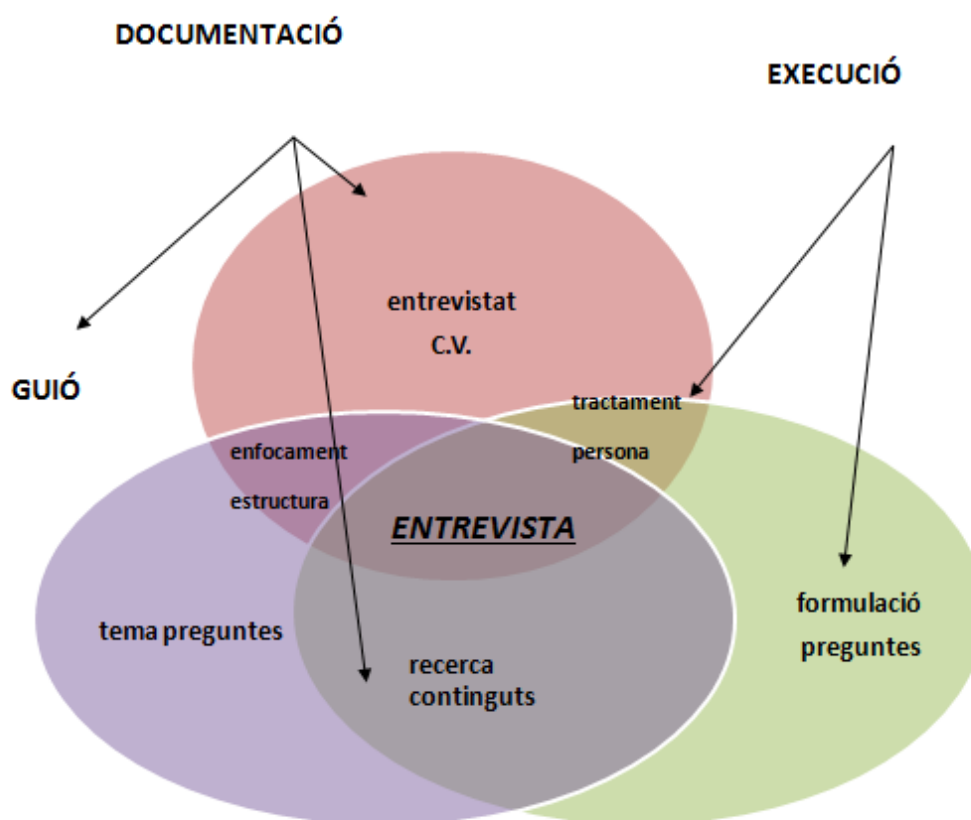 DOCUMENTACIÓ
EXECUCIÓ
entrevistat
C.V.
GUIÓ
tractament
persona
enfocament
estructura
ENTREVISTA
tema preguntes
formulació
preguntes
recerca
continguts